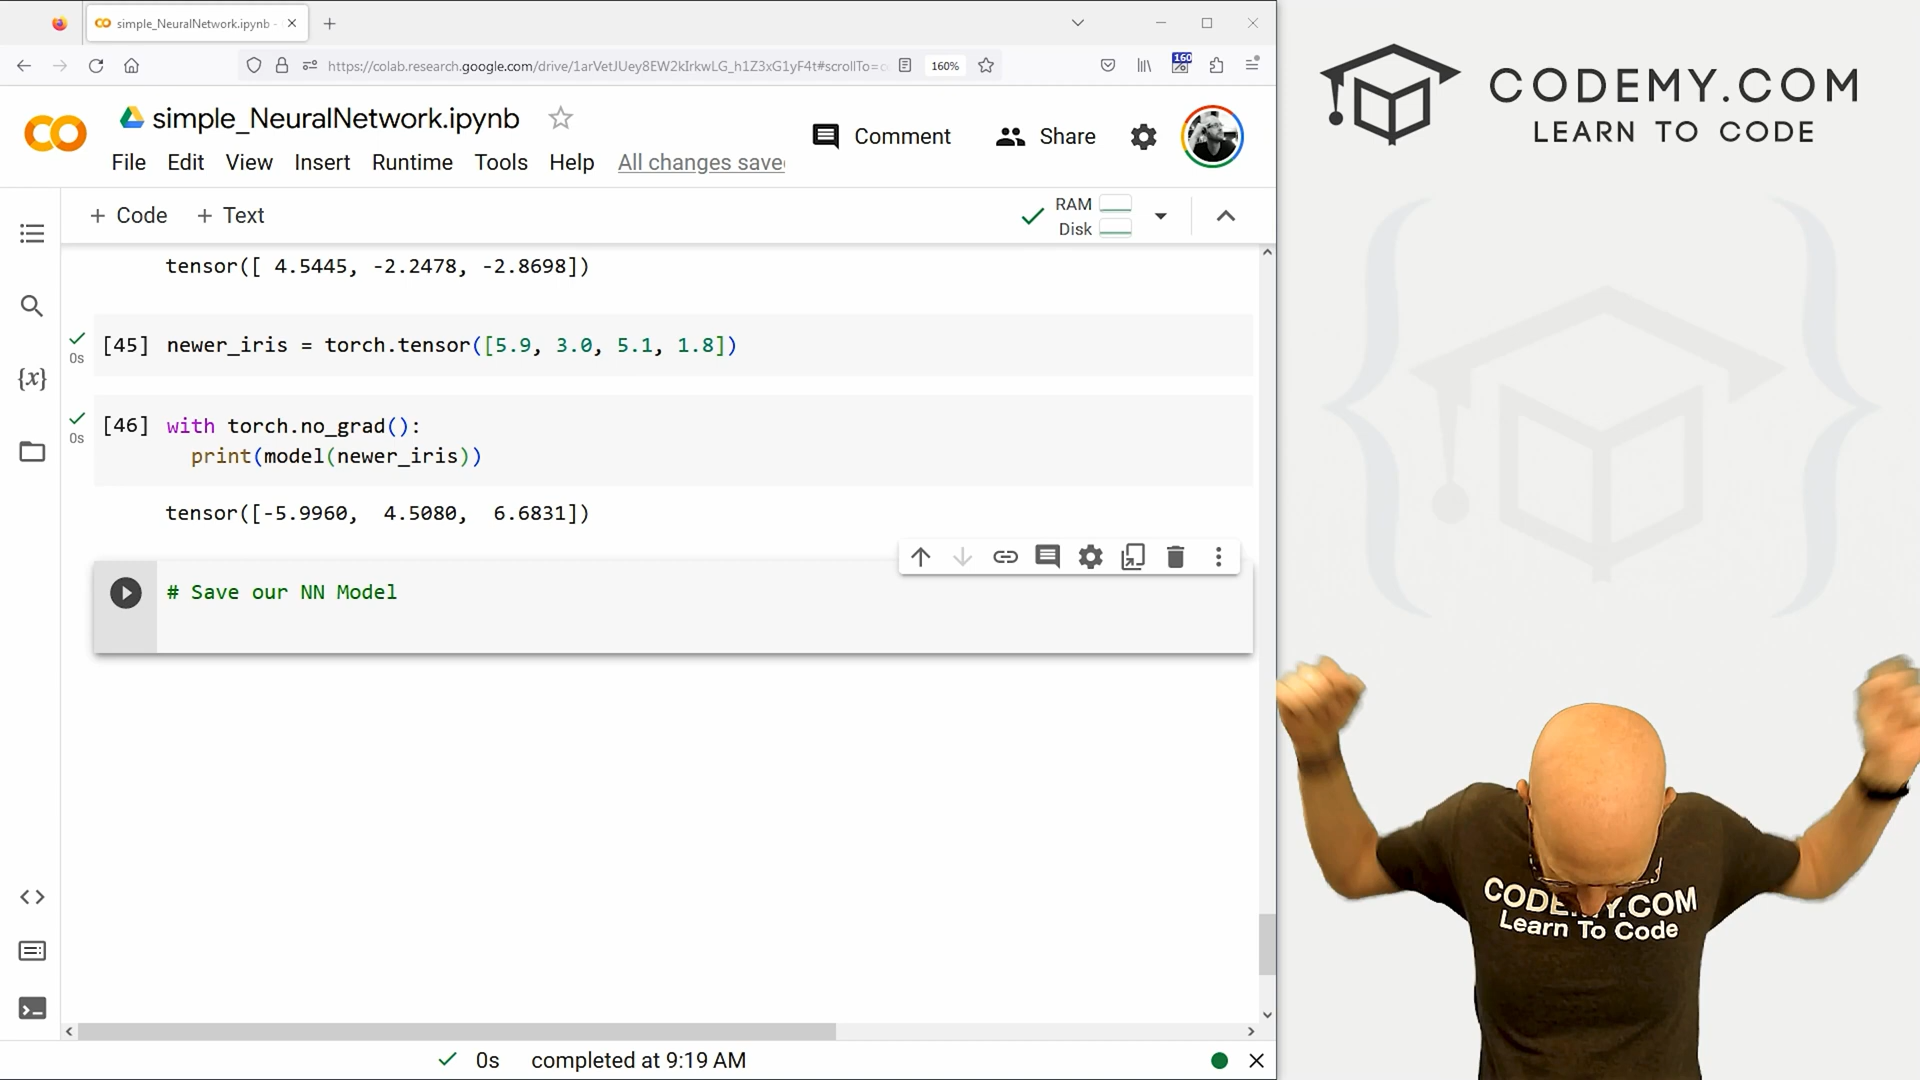 simple_NeuralNetwork.ipynb -
https://colab.research.google.com/drive/1arVetJUey8EW2kIrkwLG_h1Z3xG1yF4t#scrollTo=c
160%
160
simple_NeuralNetwork.ipynb
Comment
Share
File Edit View Insert Runtime Tools Help All changes save
+ Code + Text
RAM
Disk
tensor([ 4.5445, -2.2478, -2.8698])
[45] newer_iris = torch.tensor([5.9, 3.0, 5.1, 1.8])
0s
[46] with torch.no_grad():
0s
print(model(newer_iris))
tensor([-5.9960, 4.5080, 6.6831])
# Save our NN Model
{x}
0s completed at 9:19 AM
CODEMY.COM
LEARN TO CODE
CODEMY.COM
Learn To Code